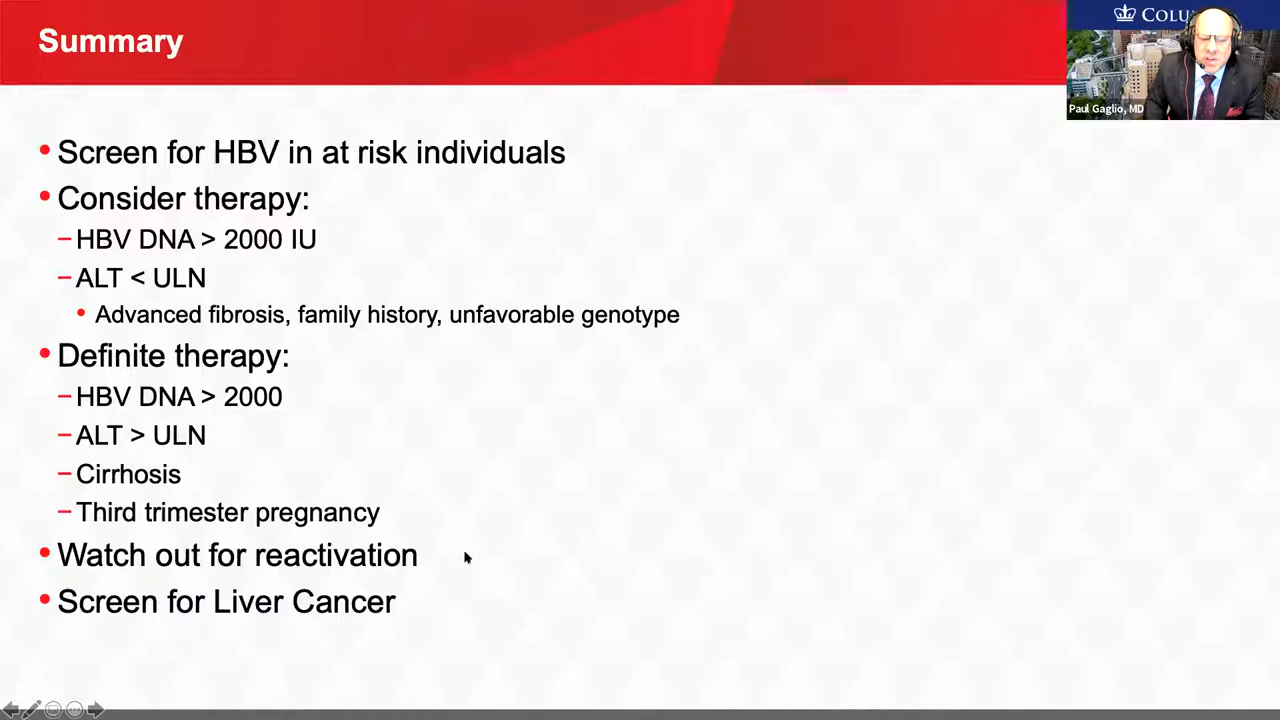 Summary
Colu
Paul Gaglio, MD
• Screen for HBV in at risk individuals
• Consider therapy:
– HBV DNA > 2000 IU
– ALT < ULN
• Advanced fibrosis, family history, unfavorable genotype
• Definite therapy:
– HBV DNA > 2000
– ALT > ULN
– Cirrhosis
– Third trimester pregnancy
• Watch out for reactivation
• Screen for Liver Cancer